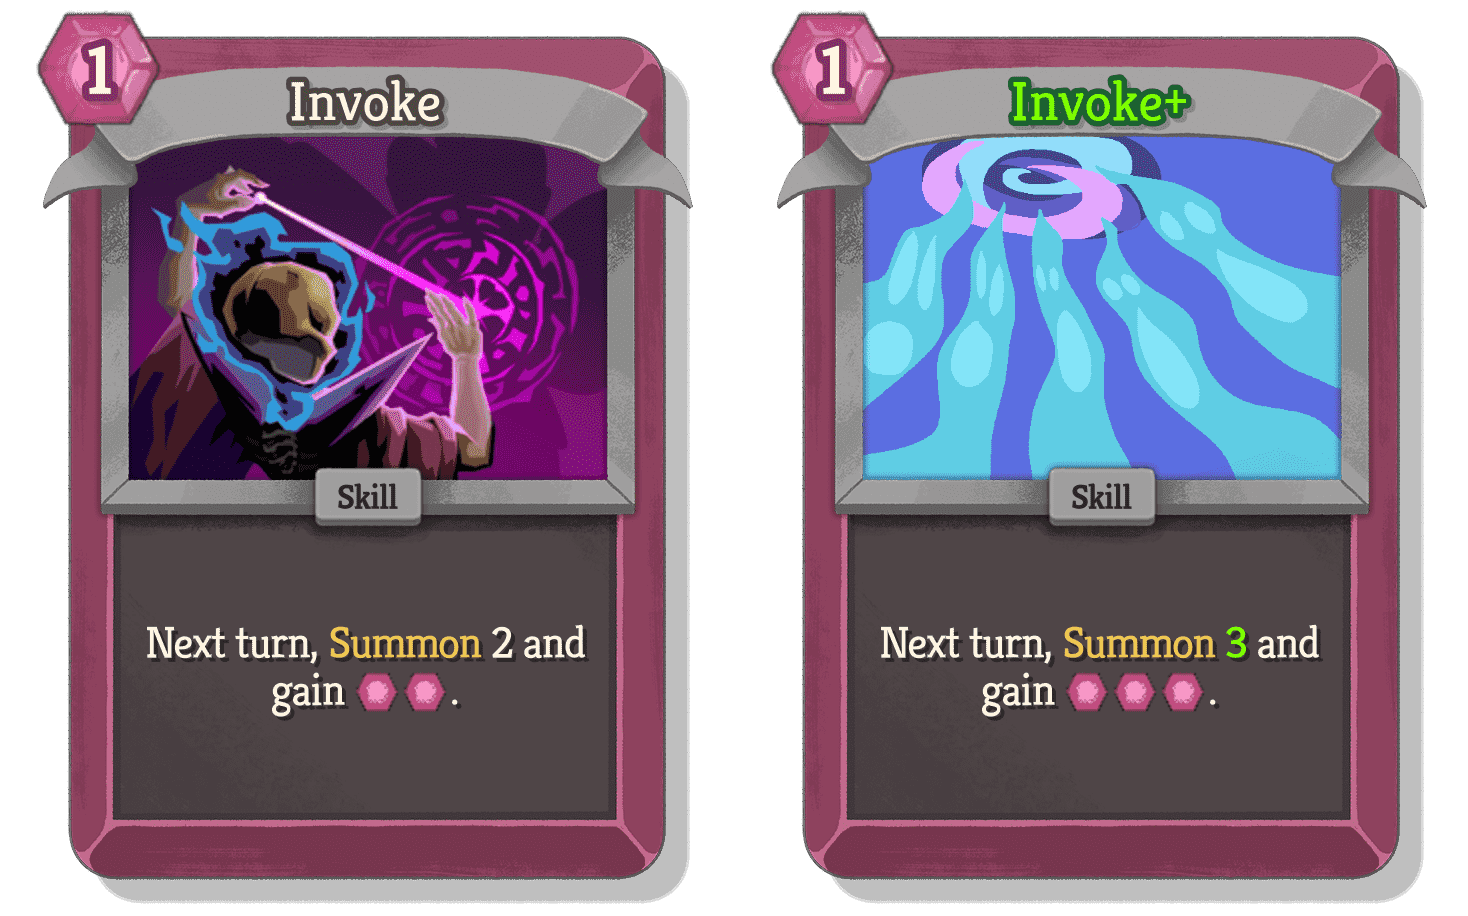 1
Invoke
Skill
Next turn, Summon 2 and
gain .
1
Invoke+
Skill
Next turn, Summon 3 and
gain .